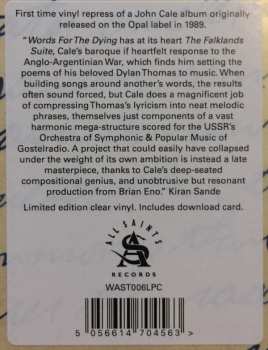 First time vinyl repress of a John Cale album originally
released on the Opal label in 1989.
"Words For The Dying has at its heart The Falklands
Suite, Cale's baroque if heartfelt response to the
Anglo-Argentinian War, which finds him setting the
poems of his beloved Dylan Thomas to music. When
building songs around another's words, the results
often sound forced, but Cale does a magnificent job
of compressing Thomas's lyricism into neat melodic
phrases, themselves just components of a vast
harmonic mega-structure scored for the USSR's
Orchestra of Symphonic & Popular Music of
Gostelradio. A project that could easily have collapsed
under the weight of its own ambition is instead a late
masterpiece, thanks to Cale's deep-seated
compositional genius, and unobtrusive but resonant
production from Brian Eno." Kiran Sande
Limited edition clear vinyl. Includes download card.
ALL SAINTS
AS
RECORDS
WAST006LPC
5 056614 704563 >